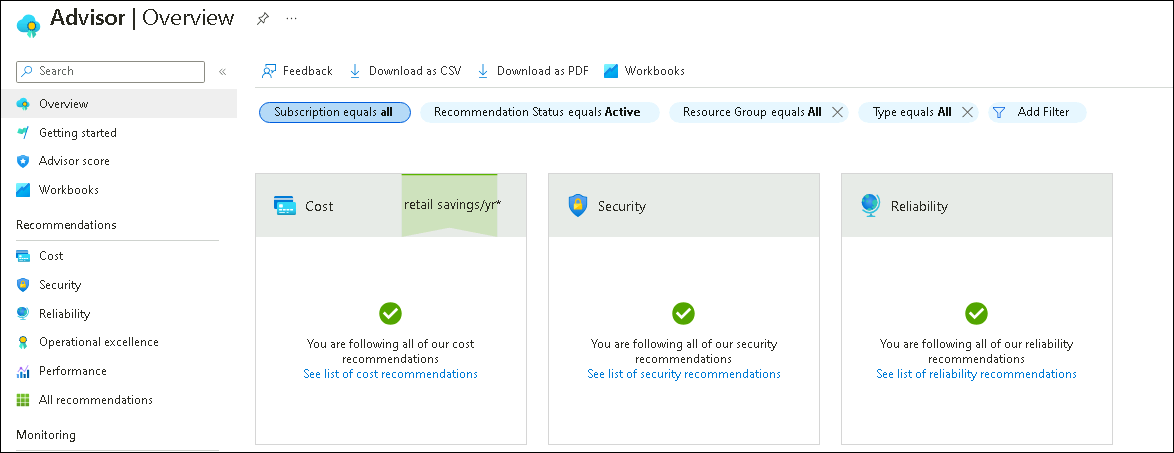 Advisor | Overview
Search
«
Feedback
Download as CSV
Download as PDF
Workbooks
Subscription equals all
Recommendation Status equals Active
Resource Group equals All
Type equals All
Add Filter
Overview
Getting started
Advisor score
Workbooks
Recommendations
Cost
Security
Reliability
Operational excellence
Performance
All recommendations
Monitoring
Cost
retail savings/yr*
You are following all of our cost
recommendations
See list of cost recommendations
Security
You are following all of our security
recommendations
See list of security recommendations
Reliability
You are following all of our reliability
recommendations
See list of reliability recommendations